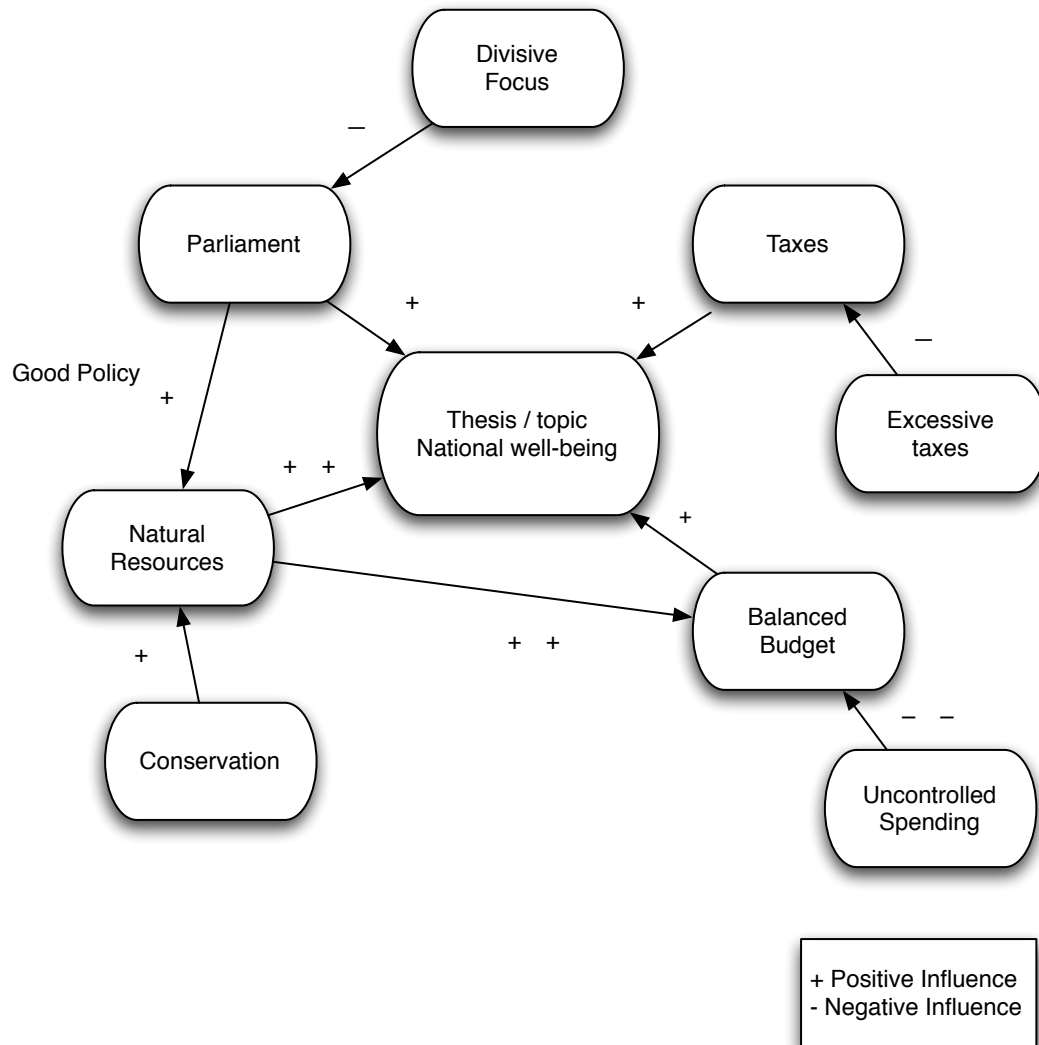 Divisive
Focus
–
Parliament
Taxes
+
+
–
Good Policy
+
Thesis / topic
National well-being
Excessive
taxes
+ +
+
Natural
Resources
Balanced
Budget
+ +
+
– –
Conservation
Uncontrolled
Spending
+ Positive Influence
- Negative Influence